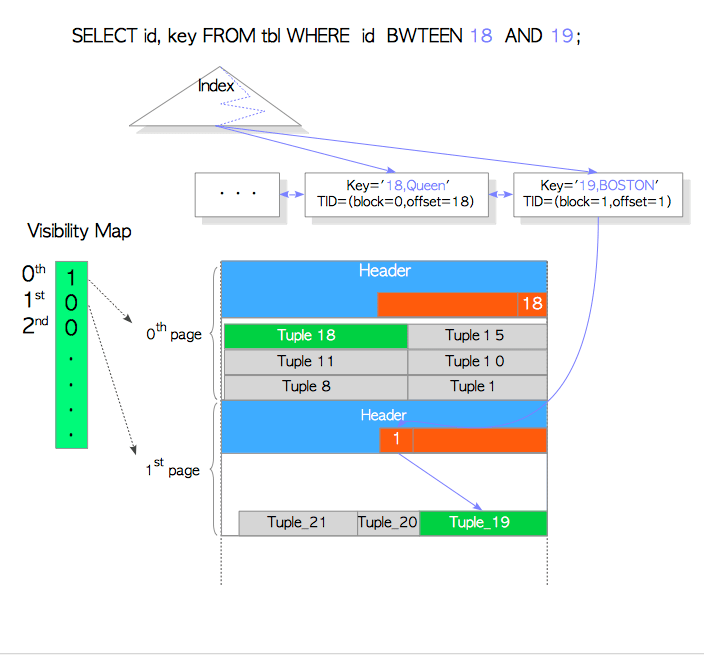 SELECT id, key FROM tbl WHERE id BWTEEN 18 AND 19;
Index
. . .
Key='18,Queen'
TID=(block=0,offset=18)
Key='19,BOSTON'
TID=(block=1,offset=1)
Visibility Map
0th 1
1st 0
2nd 0
.
.
.
.
0th page
Header
18
Tuple 18
Tuple 1 5
Tuple 11
Tuple 1 0
Tuple 8
Tuple 1
1st page
Header
1
Tuple_21
Tuple_20
Tuple_19